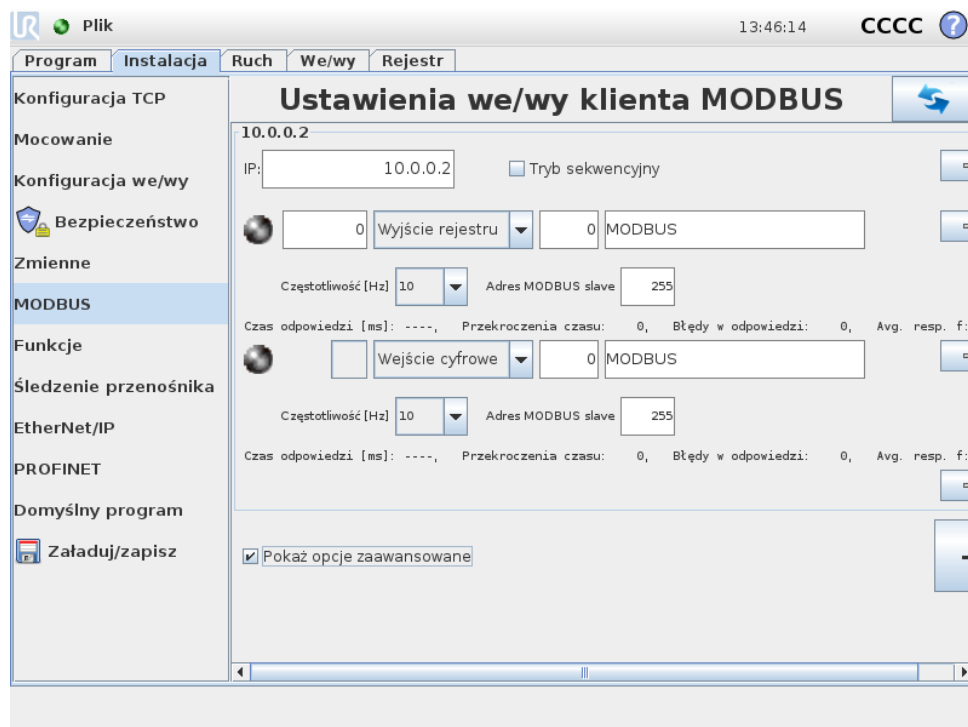 UR Plik 13:46:14 CCCC ?
Program Instalacja Ruch We/wy Rejestr
Konfiguracja TCP
Mocowanie
Konfiguracja we/wy
Bezpieczeństwo
Zmienne
MODBUS
Funkcje
Śledzenie przenośnika
EtherNet/IP
PROFINET
Domyślny program
Załaduj/zapisz
Ustawienia we/wy klienta MODBUS
10.0.0.2
IP: 10.0.0.2 Tryb sekwencyjny
0 Wyjście rejestru 0 MODBUS
Częstotliwość [Hz] 10 Adres MODBUS slave 255
Czas odpowiedzi [ms]: ----, Przekroczenia czasu: 0, Błędy w odpowiedzi: 0, Avg. resp. f:
Wejście cyfrowe 0 MODBUS
Częstotliwość [Hz] 10 Adres MODBUS slave 255
Czas odpowiedzi [ms]: ----, Przekroczenia czasu: 0, Błędy w odpowiedzi: 0, Avg. resp. f:
Pokaż opcje zaawansowane